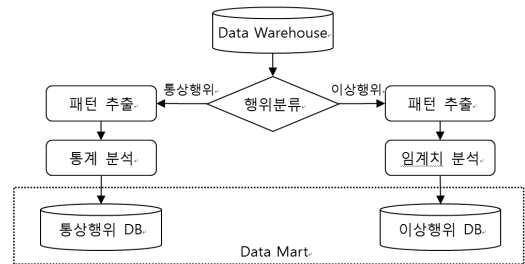 Data Warehouse
통상행위
이상행위
패턴 추출
행위분류
패턴 추출
통계 분석
임계치 분석
통상행위 DB
이상행위 DB
Data Mart